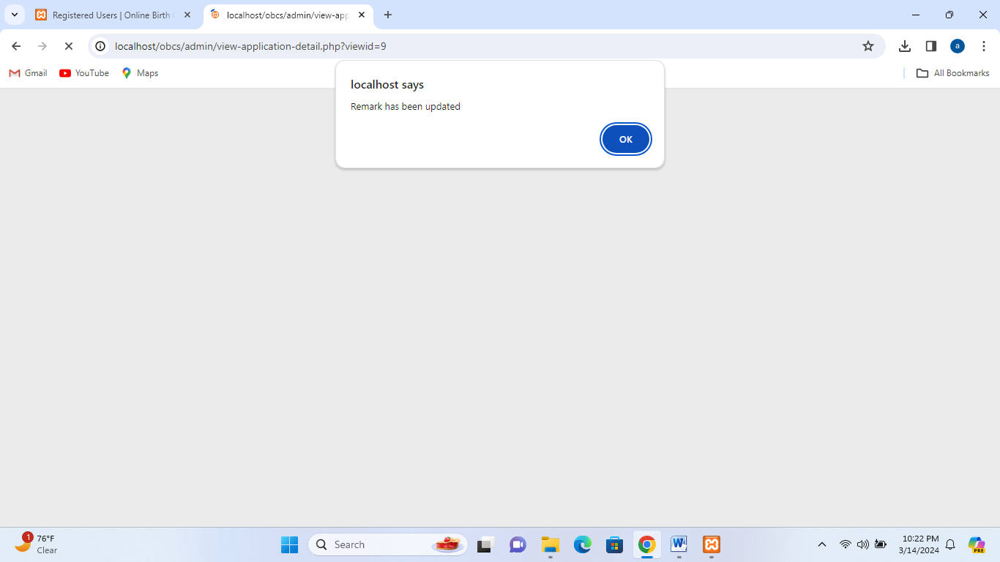 Registered Users | Online Birth
localhost/obcs/admin/view-app
localhost/obcs/admin/view-application-detail.php?viewid=9
a
Gmail
YouTube
Maps
All Bookmarks
localhost says
Remark has been updated
OK
1
76°F
Clear
Search
W
10:22 PM
3/14/2024
PRE